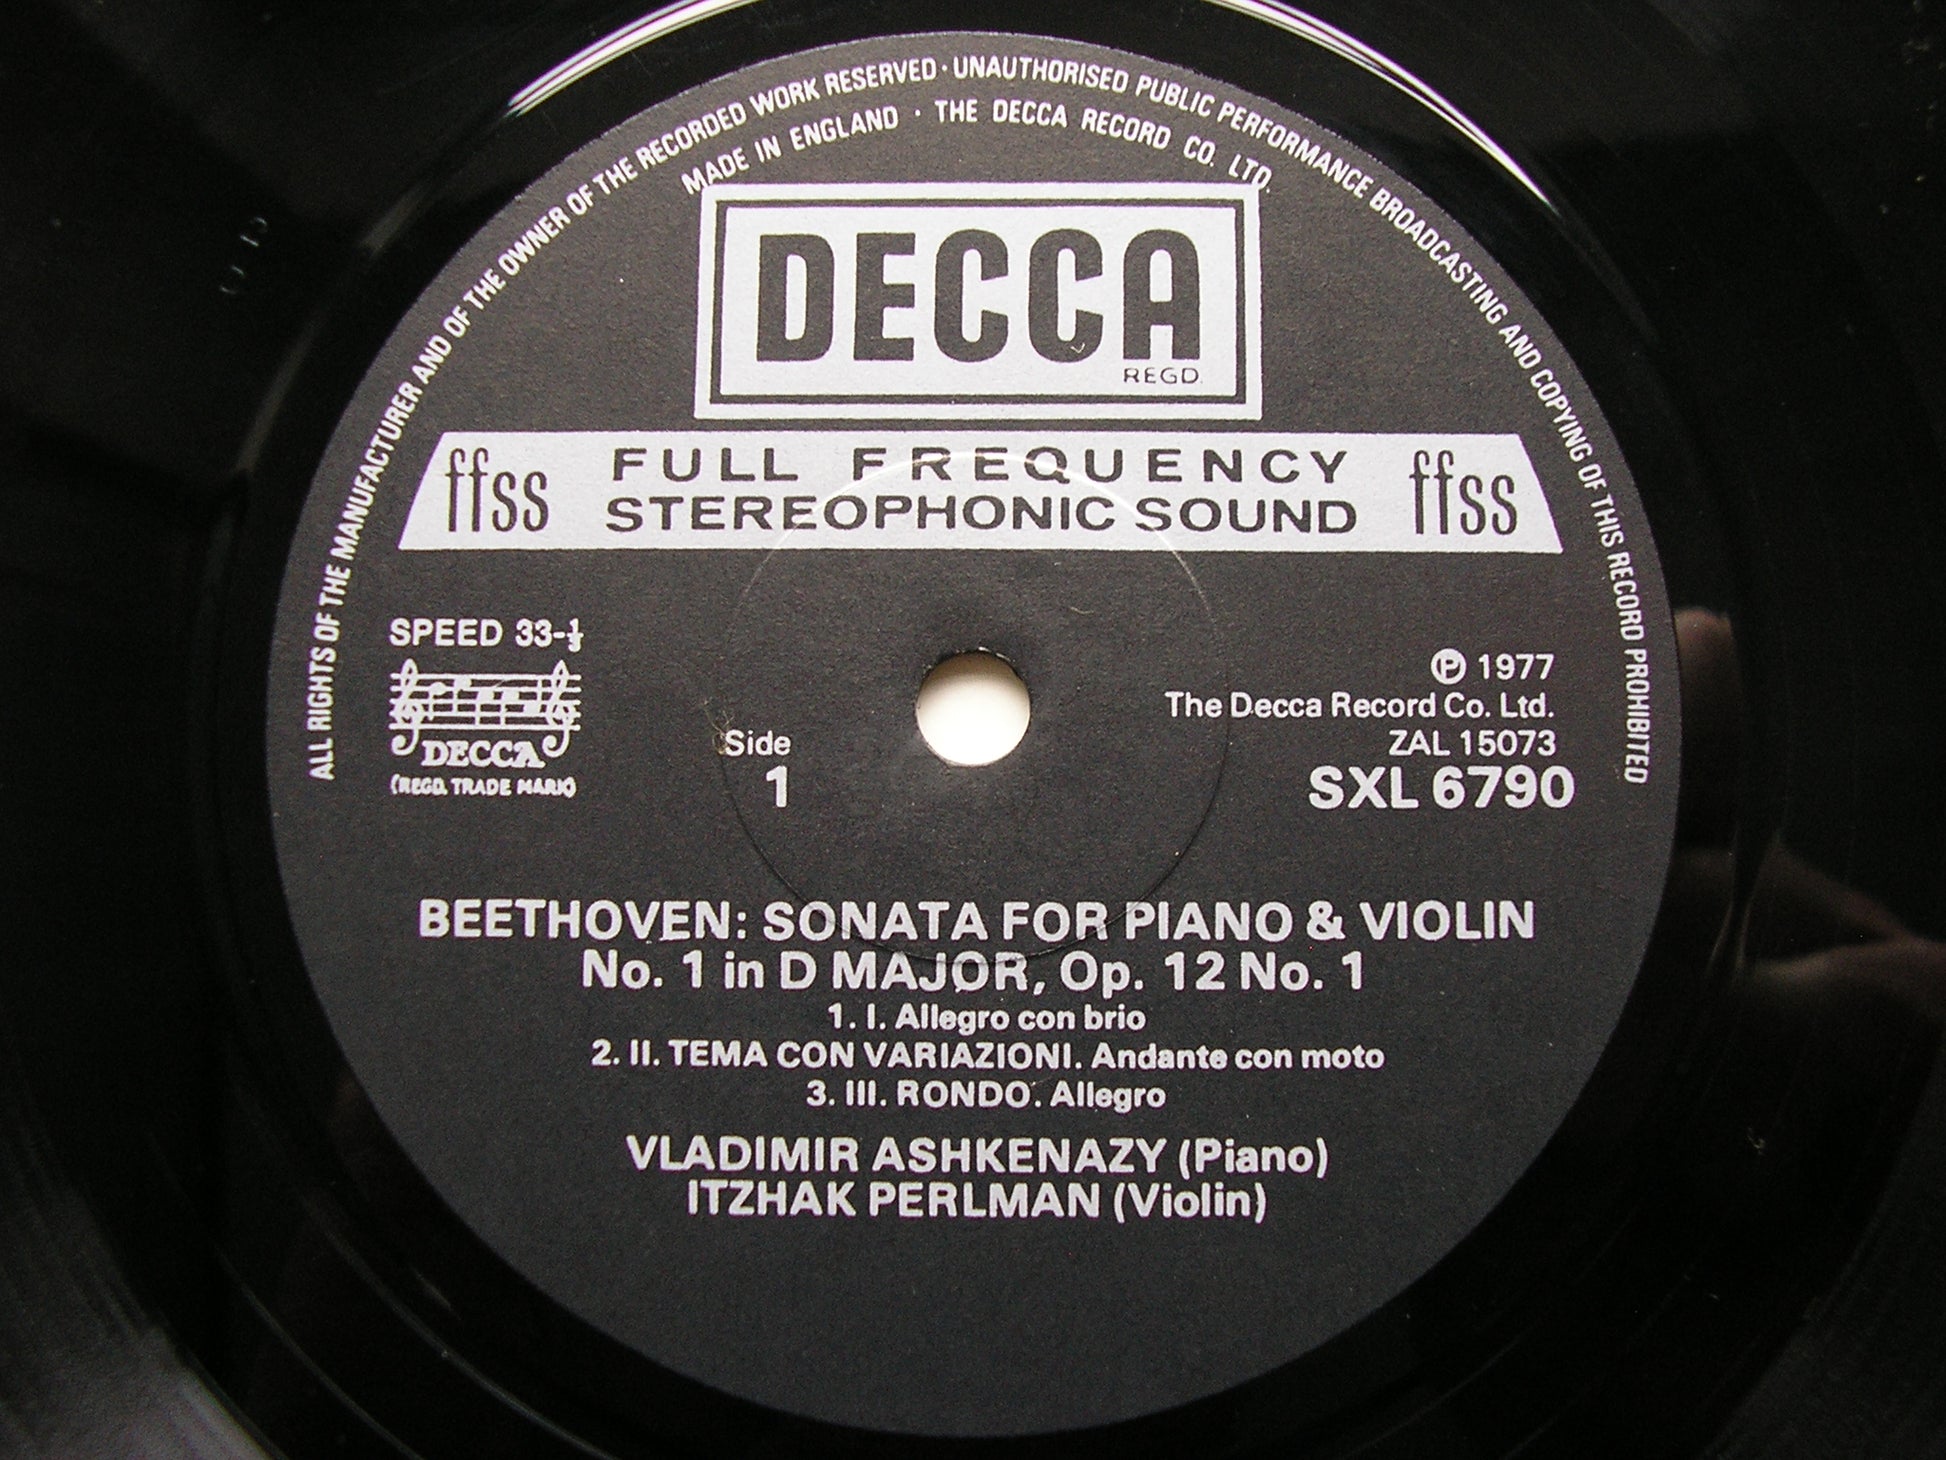 ALL RIGHTS OF THE MANUFACTURER AND OF THE OWNER OF THE RECORDED WORK RESERVED · UNAUTHORISED PUBLIC PERFORMANCE BROADCASTING AND COPYING OF THIS RECORD PROHIBITED
MADE IN ENGLAND · THE DECCA RECORD CO. LTD.
DECCA
REGD.
ffss FULL FREQUENCY STEREOPHONIC SOUND ffss
SPEED 33-⅓
DECCA
(REGD. TRADE MARK)
Side
1
Ⓟ 1977
The Decca Record Co. Ltd.
ZAL 15073
SXL 6790
BEETHOVEN: SONATA FOR PIANO & VIOLIN
No. 1 in D MAJOR, Op. 12 No. 1
1. I. Allegro con brio
2. II. TEMA CON VARIAZIONI. Andante con moto
3. III. RONDO. Allegro
VLADIMIR ASHKENAZY (Piano)
ITZHAK PERLMAN (Violin)